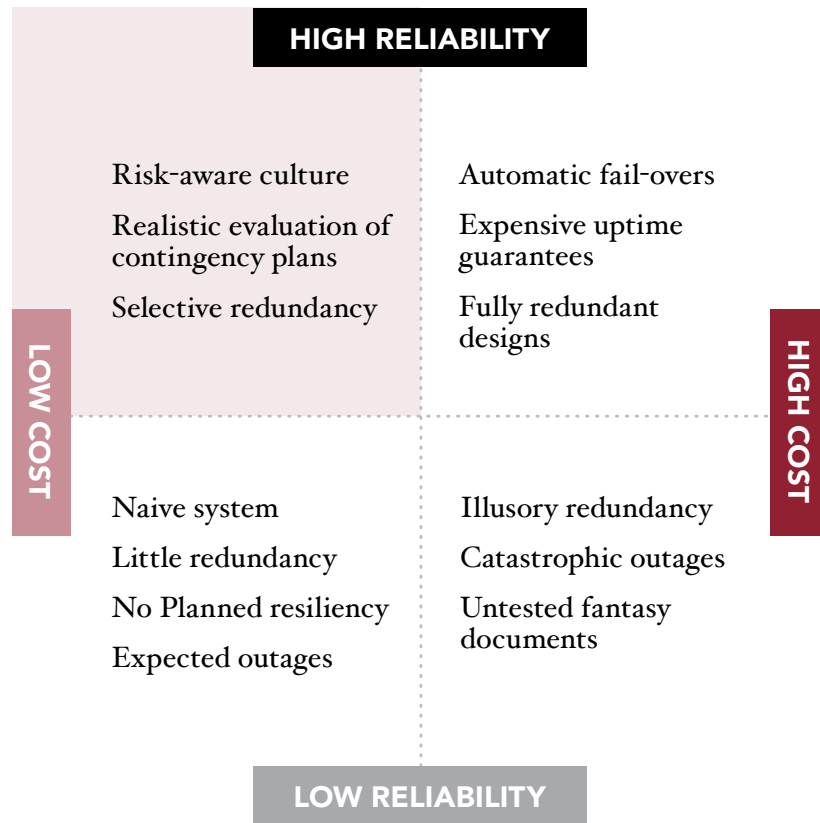 HIGH RELIABILITY
Risk-aware culture
Realistic evaluation of
contingency plans
Selective redundancy
Automatic fail-overs
Expensive uptime
guarantees
Fully redundant
designs
LOW COST
HIGH COST
Naive system
Little redundancy
No Planned resiliency
Expected outages
Illusory redundancy
Catastrophic outages
Untested fantasy
documents
LOW RELIABILITY